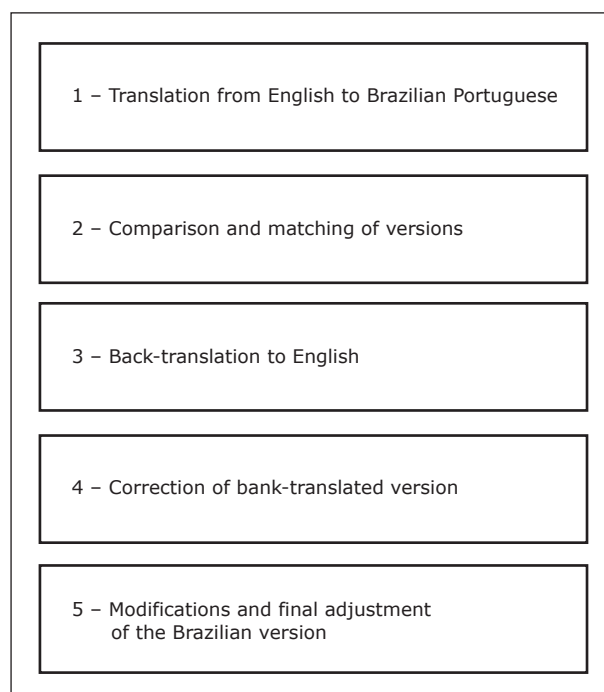 1 – Translation from English to Brazilian Portuguese
2 – Comparison and matching of versions
3 – Back-translation to English
4 – Correction of bank-translated version
5 – Modifications and final adjustment
of the Brazilian version